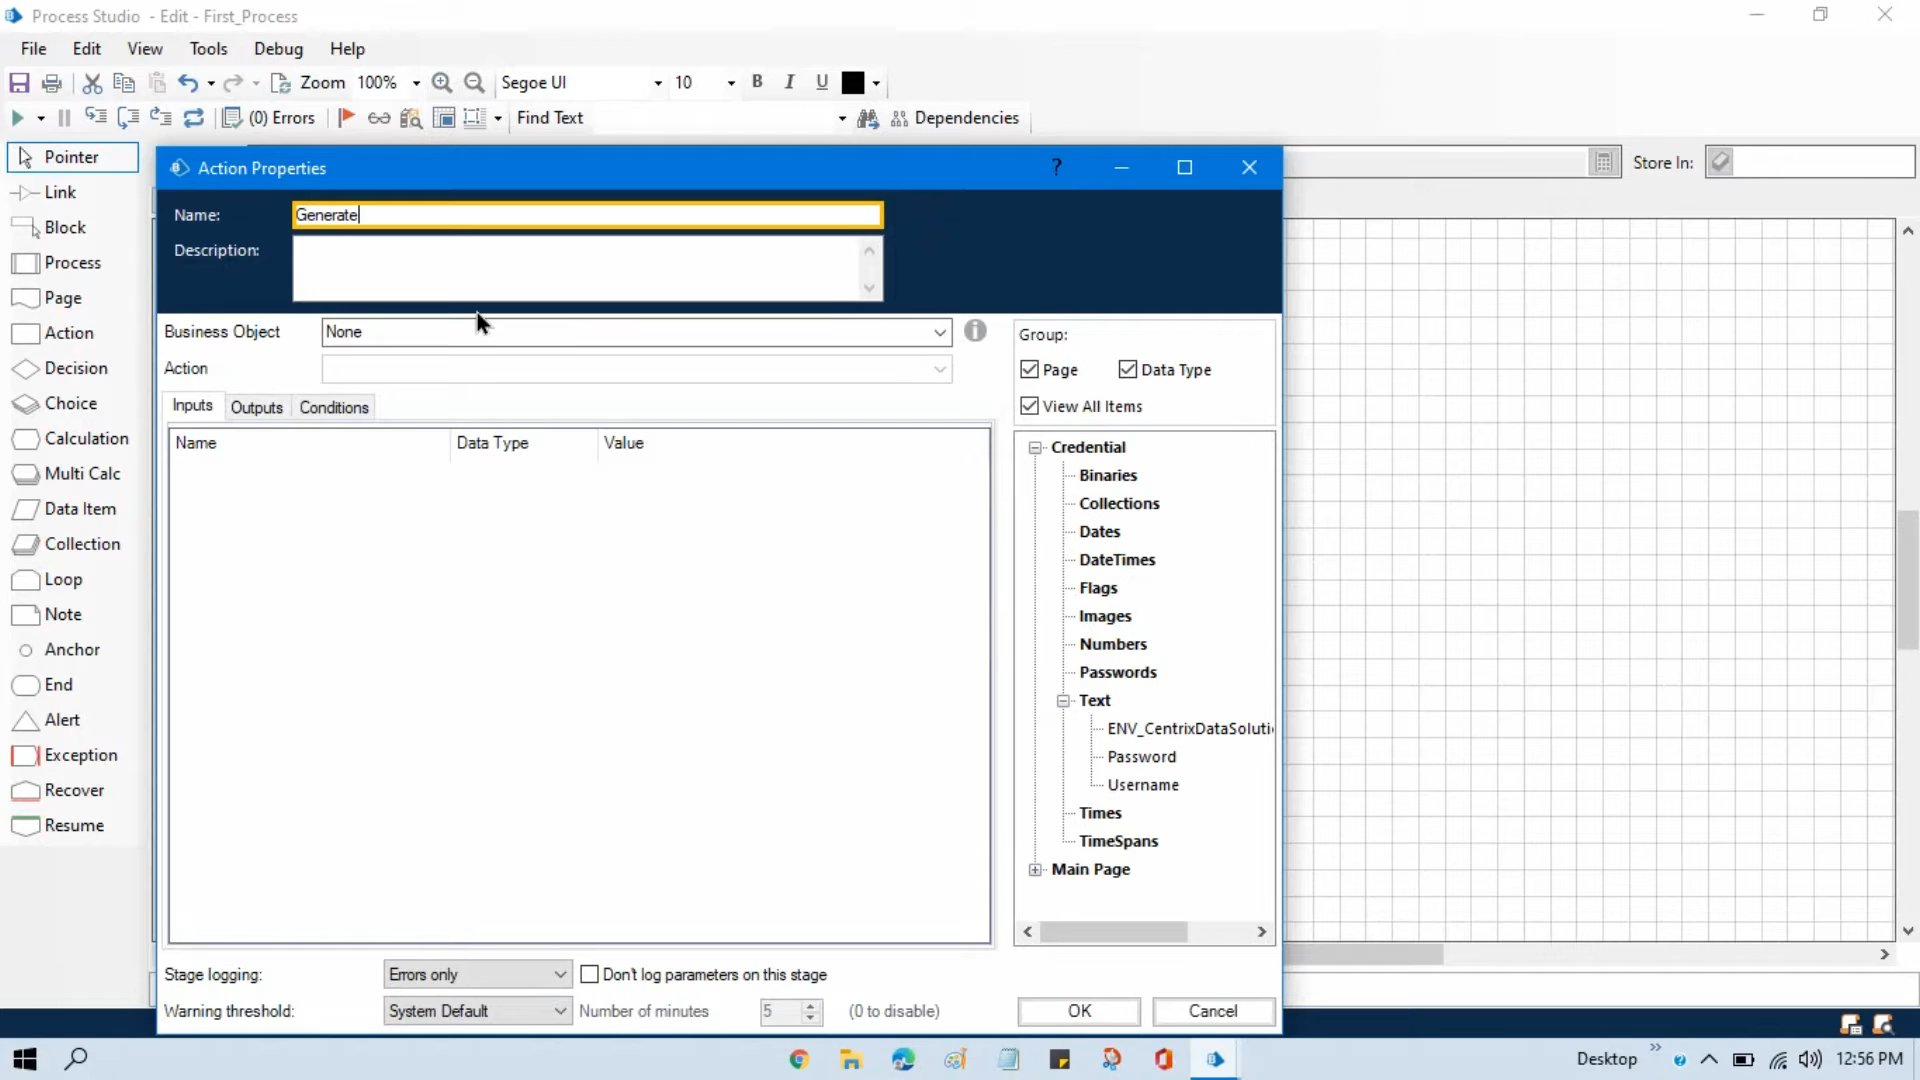 Process Studio - Edit - First_Process
File Edit View Tools Debug Help
Zoom 100% Segoe UI 10 B I U
(0) Errors Find Text Dependencies
Pointer
Link
Block
Process
Page
Action
Decision
Choice
Calculation
Multi Calc
Data Item
Collection
Loop
Note
Anchor
End
Alert
Exception
Recover
Resume
Store In:
Action Properties
?
Name: Generate
Description:
Business Object None
Action
Inputs Outputs Conditions
Name Data Type Value
Group:
Page Data Type
View All Items
Credential
Binaries
Collections
Dates
DateTimes
Flags
Images
Numbers
Passwords
Text
ENV_CentrixDataSoluti
Password
Username
Times
TimeSpans
Main Page
Stage logging: Errors only Don't log parameters on this stage
Warning threshold: System Default Number of minutes 5 (0 to disable)
OK Cancel
Desktop 12:56 PM